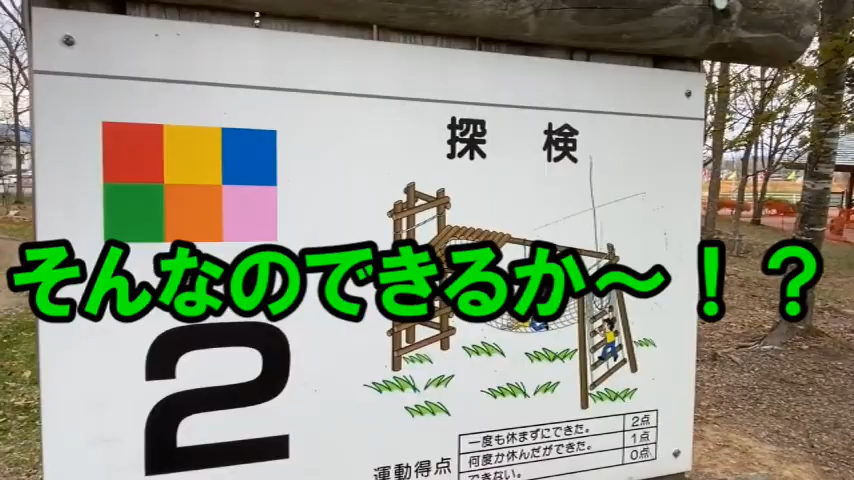 探 検
そんなのできるか〜！？
2
一度も休まずにできた。 2点
何度か休んだができた。 1点
運動得点 できない。 0点